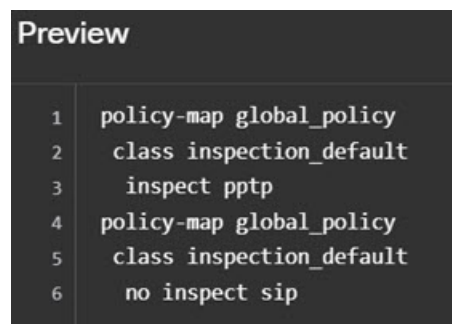 Preview
1 policy-map global_policy
2 class inspection_default
3 inspect pptp
4 policy-map global_policy
5 class inspection_default
6 no inspect sip